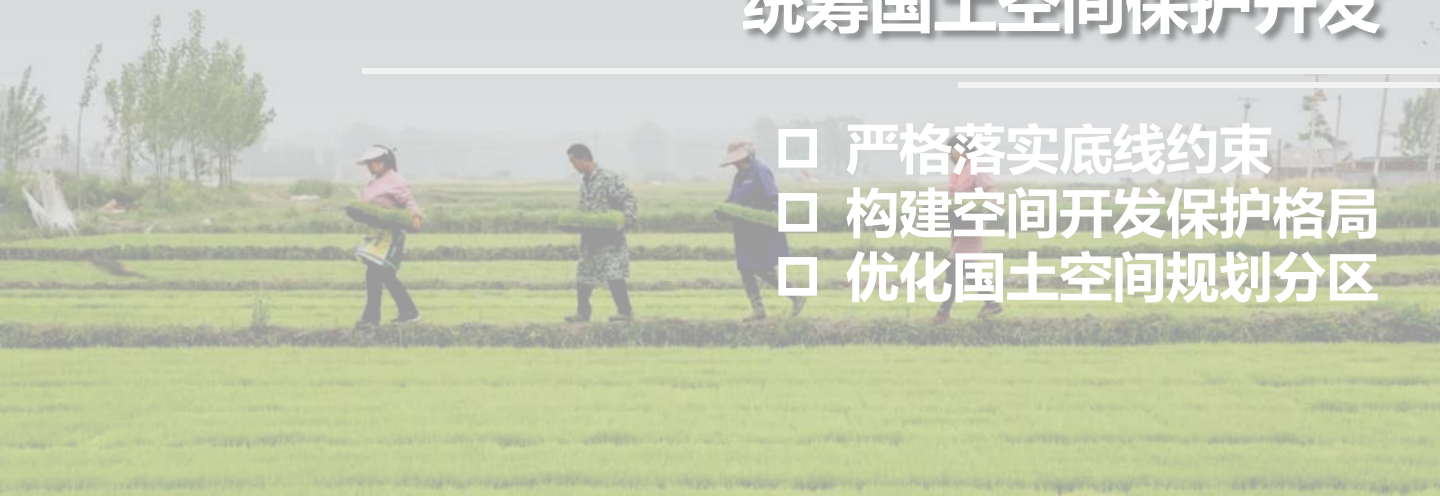 统筹国土空间保护开发
严格落实底线约束
构建空间开发保护格局
优化国土空间规划分区